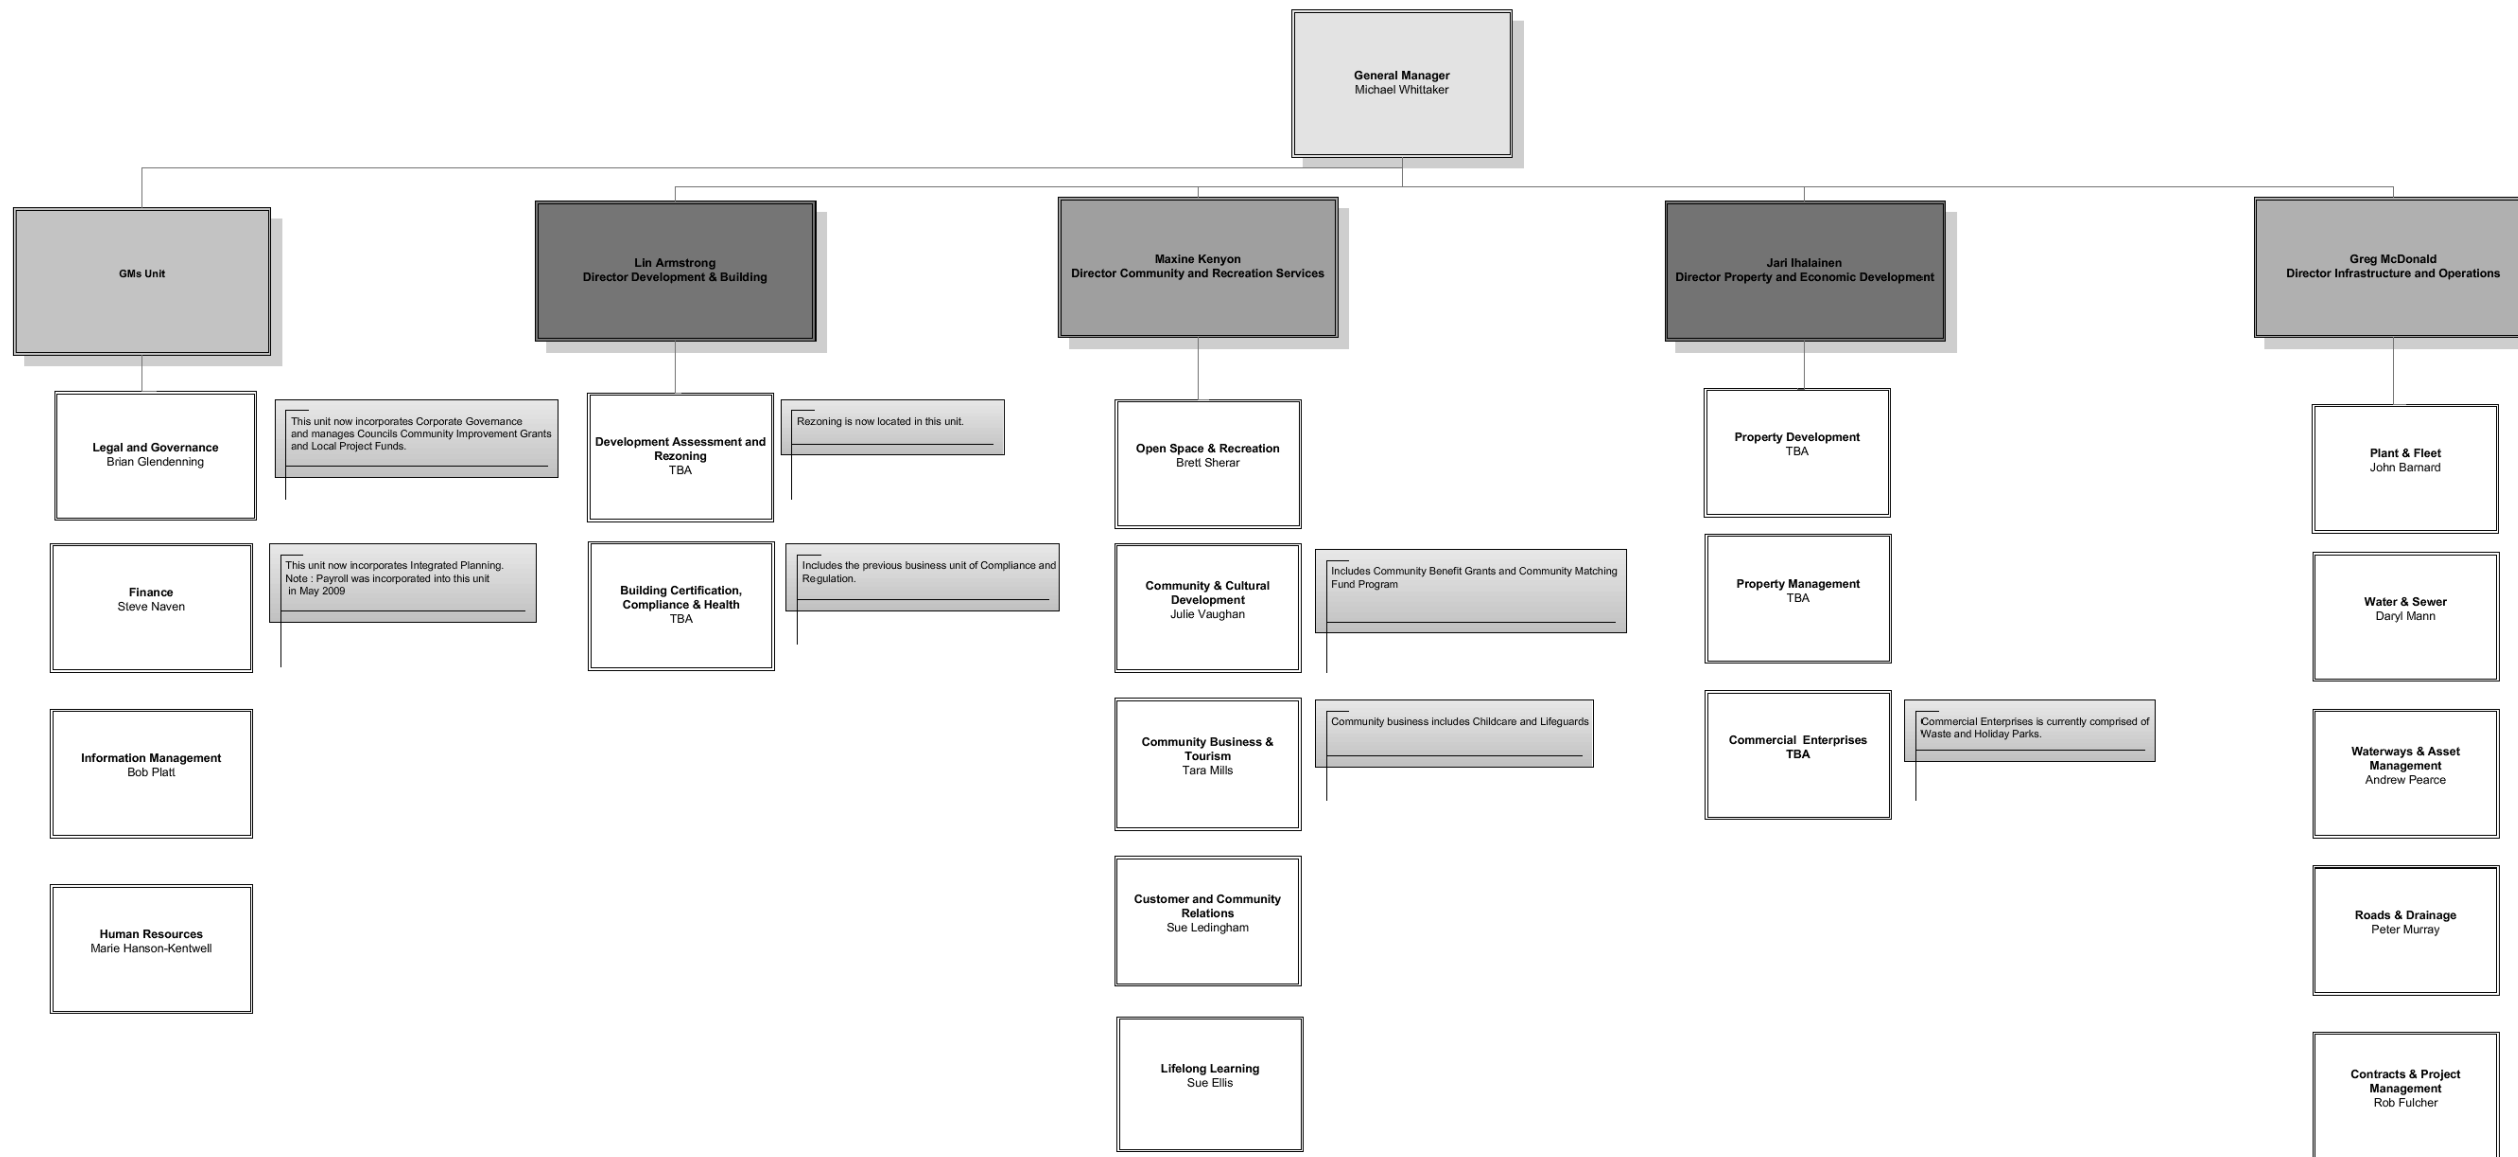 General Manager
Michael Whittaker
GMs Unit
Lin Armstrong
Director Development & Building
Maxine Kenyon
Director Community and Recreation Services
Jari Ihalainen
Director Property and Economic Development
Greg McDonald
Director Infrastructure and Operations
Legal and Governance
Brian Glendenning
This unit now incorporates Corporate Governance
and manages Councils Community Improvement Grants
and Local Project Funds.
Finance
Steve Naven
This unit now incorporates Integrated Planning.
Note : Payroll was incorporated into this unit
in May 2009
Information Management
Bob Platt
Human Resources
Marie Hanson-Kentwell
Development Assessment and
Rezoning
TBA
Rezoning is now located in this unit.
Building Certification,
Compliance & Health
TBA
Includes the previous business unit of Compliance and
Regulation.
Open Space & Recreation
Brett Sherar
Community & Cultural
Development
Julie Vaughan
Includes Community Benefit Grants and Community Matching
Fund Program
Community Business &
Tourism
Tara Mills
Community business includes Childcare and Lifeguards
Customer and Community
Relations
Sue Ledingham
Lifelong Learning
Sue Ellis
Property Development
TBA
Property Management
TBA
Commercial Enterprises
TBA
Commercial Enterprises is currently comprised of
Waste and Holiday Parks.
Plant & Fleet
John Barnard
Water & Sewer
Daryl Mann
Waterways & Asset
Management
Andrew Pearce
Roads & Drainage
Peter Murray
Contracts & Project
Management
Rob Fulcher